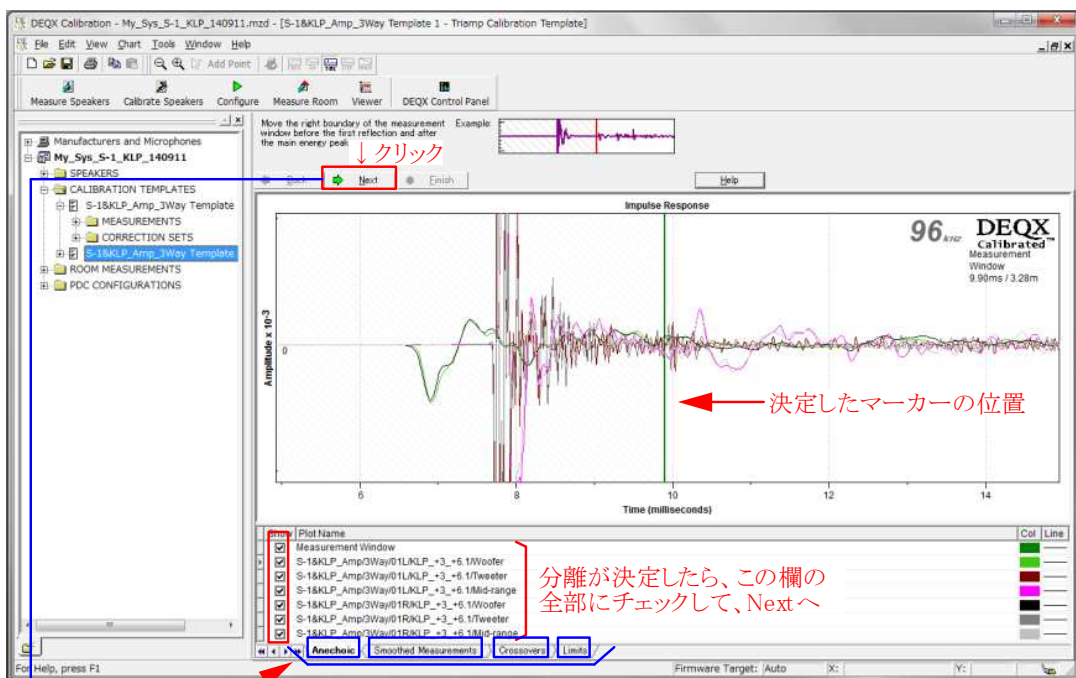 DEQX Calibration - My_Sys_S-1_KLP_140911.mzd - [S-1&KLP_Amp_3Way Template 1 - Triamp Calibration Template]
File Edit View Chart Tools Window Help
Add Point
Measure Speakers Calibrate Speakers Configure Measure Room Viewer DEQX Control Panel
Manufacturers and Microphones
My_Sys_S-1_KLP_140911
SPEAKERS
CALIBRATION TEMPLATES
S-1&KLP_Amp_3Way Template
MEASUREMENTS
CORRECTION SETS
S-1&KLP_Amp_3Way Template
ROOM MEASUREMENTS
PDC CONFIGURATIONS
Move the right boundary of the measurement Example:
window before the first reflection and after
the main energy peak
↓クリック
Back Next Finish Help
Impulse Response
96 kHz DEQX
Calibrated™
Measurement
Window
9.90ms / 3.28m
Amplitude x 10-3
0
決定したマーカーの位置
6 8 10 12 14
Time (milliseconds)
Show Plot Name Col Line
Measurement Window
S-1&KLP_Amp/3Way/01L/KLP_+3_+6.1/Woofer
S-1&KLP_Amp/3Way/01L/KLP_+3_+6.1/Tweeter
S-1&KLP_Amp/3Way/01L/KLP_+3_+6.1/Mid-range
S-1&KLP_Amp/3Way/01R/KLP_+3_+6.1/Woofer
S-1&KLP_Amp/3Way/01R/KLP_+3_+6.1/Tweeter
S-1&KLP_Amp/3Way/01R/KLP_+3_+6.1/Mid-range
分離が決定したら、この欄の
全部にチェックして、Nextへ
Anechoic Smoothed Measurements Crossovers Limits
For Help, press F1 Firmware Target: Auto X: Y: